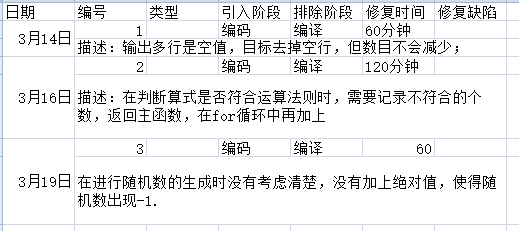 日期 编号 类型 引入阶段 排除阶段 修复时间 修复缺陷
3月14日 1 编码 编译 60分钟
描述：输出多行是空值，目标去掉空行，但数目不会减少；
2 编码 编译 120分钟
3月16日 描述：在判断算式是否符合运算法则时，需要记录不符合的个
数，返回主函数，在for循环中再加上
3 编码 编译 60
3月19日 在进行随机数的生成时没有考虑清楚，没有加上绝对值，使得随
机数出现-1.